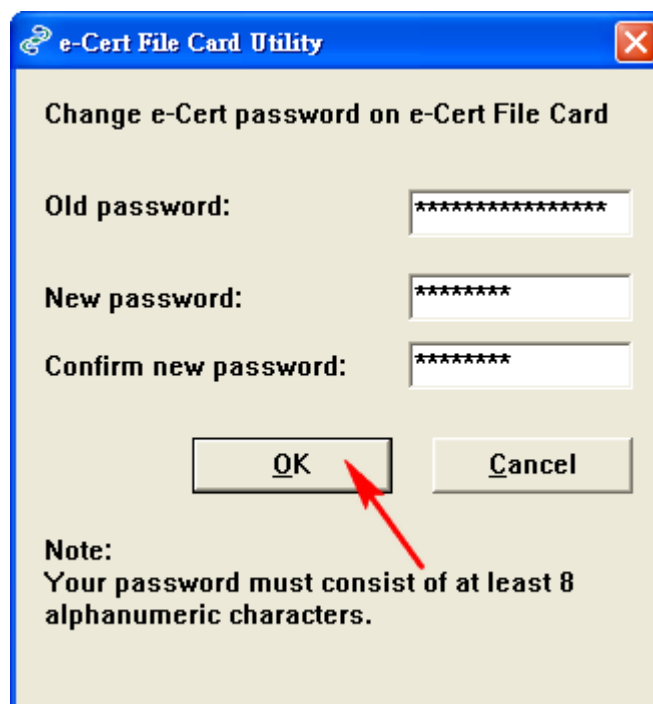 e-Cert File Card Utility
Change e-Cert password on e-Cert File Card
Old password: ****************
New password: ********
Confirm new password: ********
OK Cancel
Note:
Your password must consist of at least 8
alphanumeric characters.